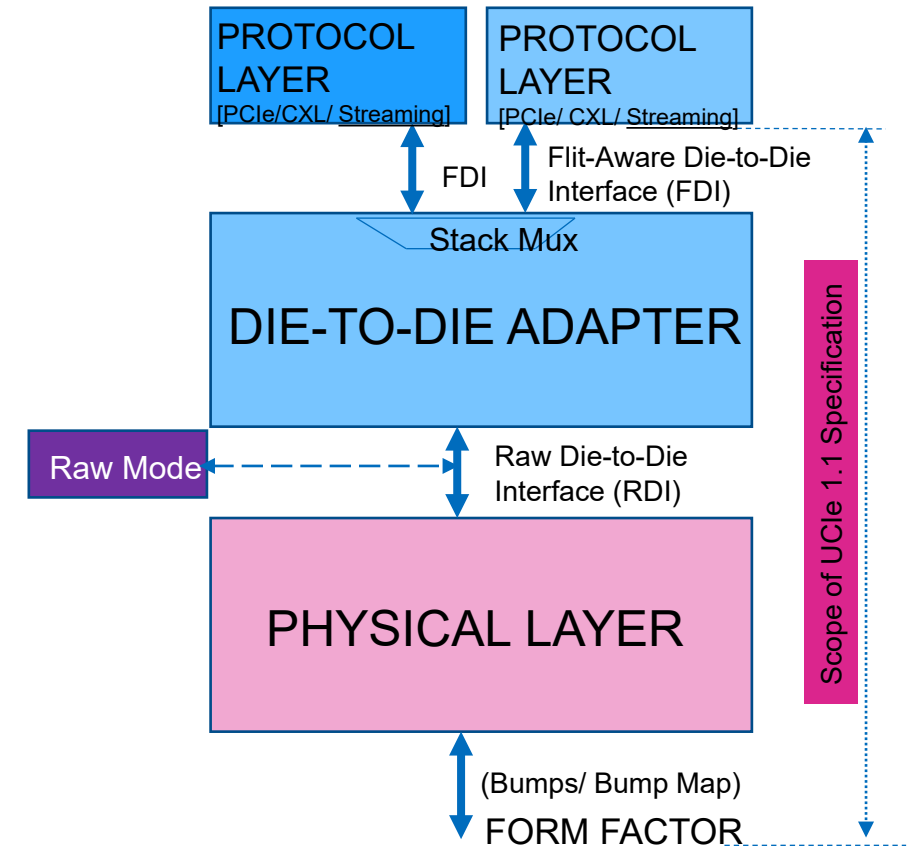 PROTOCOL
LAYER
[PCIe/CXL/ Streaming]
PROTOCOL
LAYER
[PCIe/ CXL/ Streaming]
FDI
Flit-Aware Die-to-Die
Interface (FDI)
Stack Mux
DIE-TO-DIE ADAPTER
Scope of UCIe 1.1 Specification
Raw Mode
Raw Die-to-Die
Interface (RDI)
PHYSICAL LAYER
(Bumps/ Bump Map)
FORM FACTOR